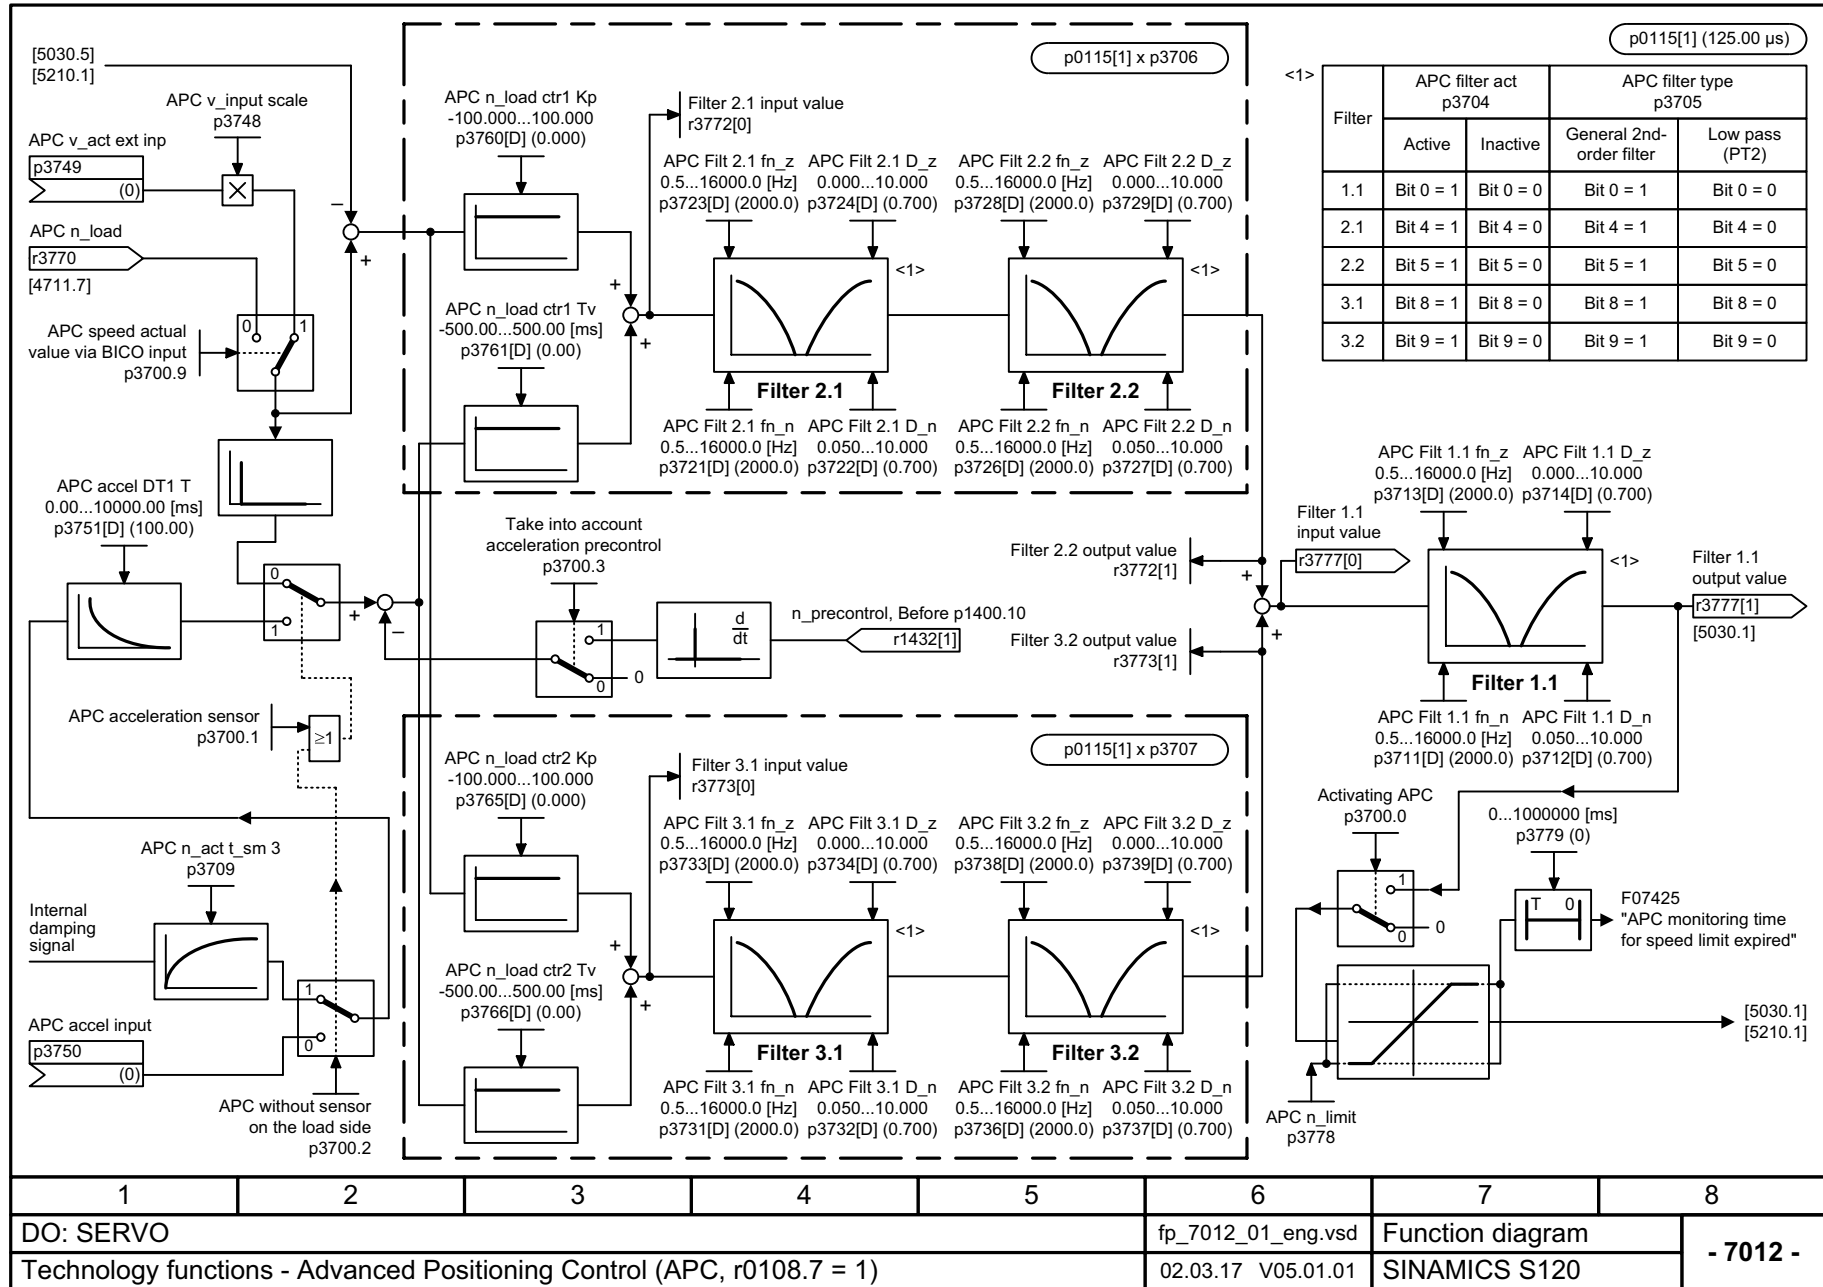 [5030.5]
[5210.1]
APC v_input scale
p3748
APC v_act ext inp
p3749
(0)
×
APC n_load
r3770
[4711.7]
0
1
APC speed actual
value via BICO input
p3700.9
–
+
APC accel DT1 T
0.00...10000.00 [ms]
p3751[D] (100.00)
0
1
+
–
APC acceleration sensor
p3700.1
≥1
APC n_act t_sm 3
p3709
Internal
damping
signal
1
0
APC accel input
p3750
(0)
APC without sensor
on the load side
p3700.2
p0115[1] x p3706
APC n_load ctr1 Kp
-100.000...100.000
p3760[D] (0.000)
Filter 2.1 input value
r3772[0]
APC n_load ctr1 Tv
-500.00...500.00 [ms]
p3761[D] (0.00)
+
+
APC Filt 2.1 fn_z
0.5...16000.0 [Hz]
p3723[D] (2000.0)
APC Filt 2.1 D_z
0.000...10.000
p3724[D] (0.700)
<1>
Filter 2.1
APC Filt 2.1 fn_n
0.5...16000.0 [Hz]
p3721[D] (2000.0)
APC Filt 2.1 D_n
0.050...10.000
p3722[D] (0.700)
APC Filt 2.2 fn_z
0.5...16000.0 [Hz]
p3728[D] (2000.0)
APC Filt 2.2 D_z
0.000...10.000
p3729[D] (0.700)
<1>
Filter 2.2
APC Filt 2.2 fn_n
0.5...16000.0 [Hz]
p3726[D] (2000.0)
APC Filt 2.2 D_n
0.050...10.000
p3727[D] (0.700)
Take into account
acceleration precontrol
p3700.3
1
0
0
d
dt
n_precontrol, Before p1400.10
r1432[1]
Filter 2.2 output value
r3772[1]
Filter 3.2 output value
r3773[1]
+
+
p0115[1] x p3707
APC n_load ctr2 Kp
-100.000...100.000
p3765[D] (0.000)
Filter 3.1 input value
r3773[0]
APC n_load ctr2 Tv
-500.00...500.00 [ms]
p3766[D] (0.00)
+
+
APC Filt 3.1 fn_z
0.5...16000.0 [Hz]
p3733[D] (2000.0)
APC Filt 3.1 D_z
0.000...10.000
p3734[D] (0.700)
<1>
Filter 3.1
APC Filt 3.1 fn_n
0.5...16000.0 [Hz]
p3731[D] (2000.0)
APC Filt 3.1 D_n
0.050...10.000
p3732[D] (0.700)
APC Filt 3.2 fn_z
0.5...16000.0 [Hz]
p3738[D] (2000.0)
APC Filt 3.2 D_z
0.000...10.000
p3739[D] (0.700)
<1>
Filter 3.2
APC Filt 3.2 fn_n
0.5...16000.0 [Hz]
p3736[D] (2000.0)
APC Filt 3.2 D_n
0.050...10.000
p3737[D] (0.700)
p0115[1] (125.00 µs)
<1>
Filter
APC filter act
p3704
APC filter type
p3705
Active
Inactive
General 2nd-
order filter
Low pass
(PT2)
1.1 Bit 0 = 1 Bit 0 = 0 Bit 0 = 1 Bit 0 = 0
2.1 Bit 4 = 1 Bit 4 = 0 Bit 4 = 1 Bit 4 = 0
2.2 Bit 5 = 1 Bit 5 = 0 Bit 5 = 1 Bit 5 = 0
3.1 Bit 8 = 1 Bit 8 = 0 Bit 8 = 1 Bit 8 = 0
3.2 Bit 9 = 1 Bit 9 = 0 Bit 9 = 1 Bit 9 = 0
Filter 1.1
input value
r3777[0]
APC Filt 1.1 fn_z
0.5...16000.0 [Hz]
p3713[D] (2000.0)
APC Filt 1.1 D_z
0.000...10.000
p3714[D] (0.700)
<1>
Filter 1.1
output value
r3777[1]
[5030.1]
Filter 1.1
APC Filt 1.1 fn_n
0.5...16000.0 [Hz]
p3711[D] (2000.0)
APC Filt 1.1 D_n
0.050...10.000
p3712[D] (0.700)
Activating APC
p3700.0
1
0
0
0...1000000 [ms]
p3779 (0)
T 0
F07425
"APC monitoring time
for speed limit expired"
[5030.1]
[5210.1]
APC n_limit
p3778
1 2 3 4 5 6 7 8
DO: SERVO
fp_7012_01_eng.vsd
Function diagram
- 7012 -
Technology functions - Advanced Positioning Control (APC, r0108.7 = 1)
02.03.17 V05.01.01
SINAMICS S120